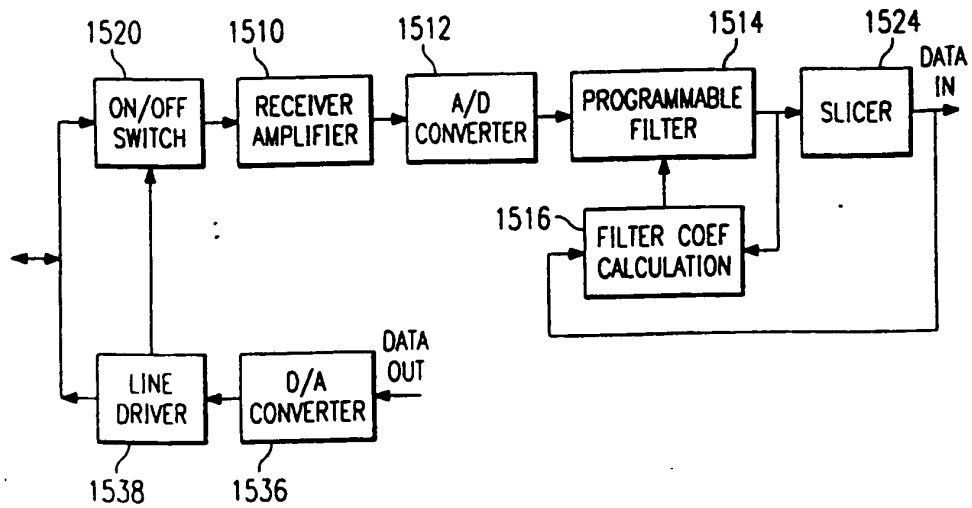 1520
1510
1512
1514
1524
DATA
IN
ON/OFF
SWITCH
RECEIVER
AMPLIFIER
A/D
CONVERTER
PROGRAMMABLE
FILTER
SLICER
1516
FILTER COEF
CALCULATION
DATA
OUT
LINE
DRIVER
D/A
CONVERTER
1538
1536